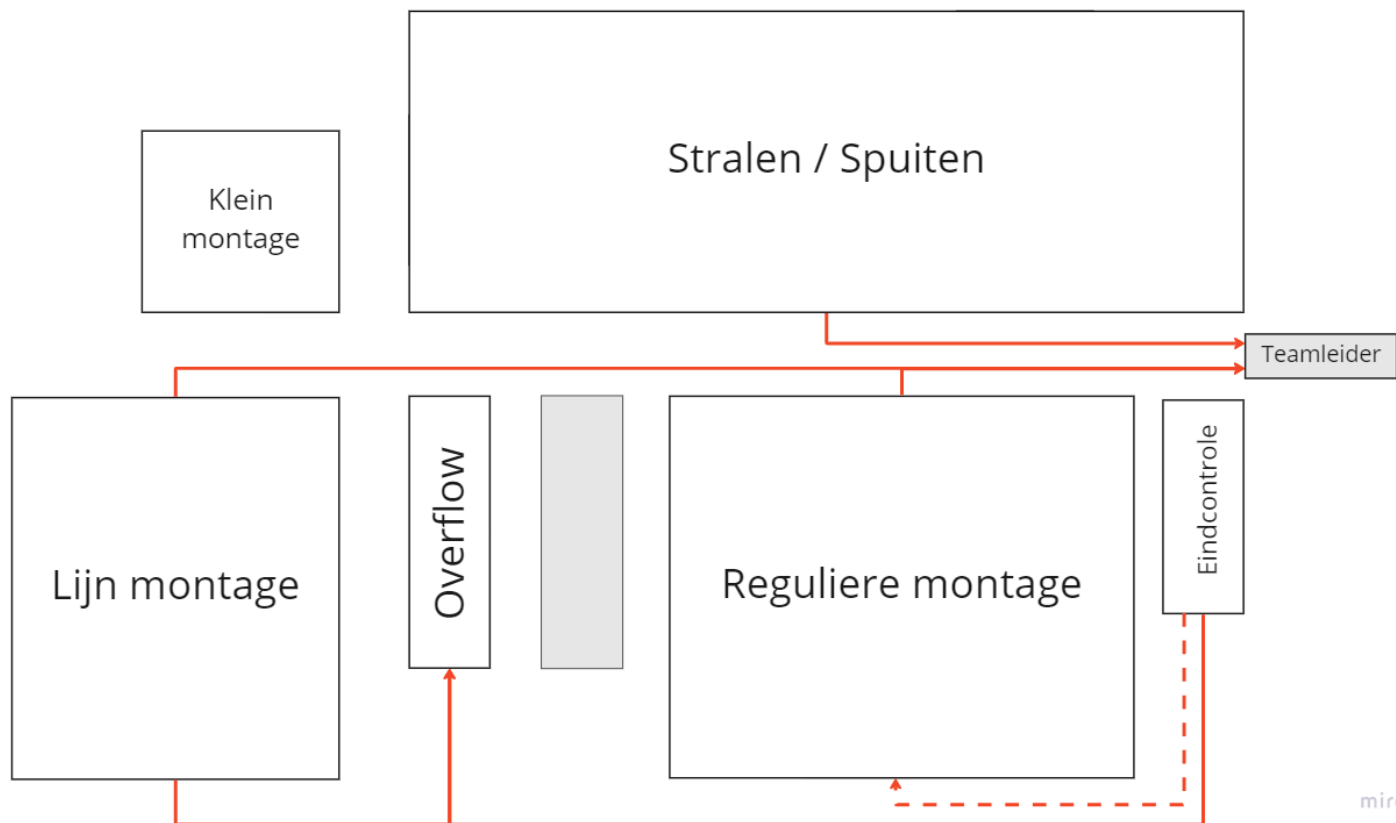 Stralen / Spuiten
Klein
montage
Teamleider
Lijn montage
Overflow
Reguliere montage
Eindcontrole